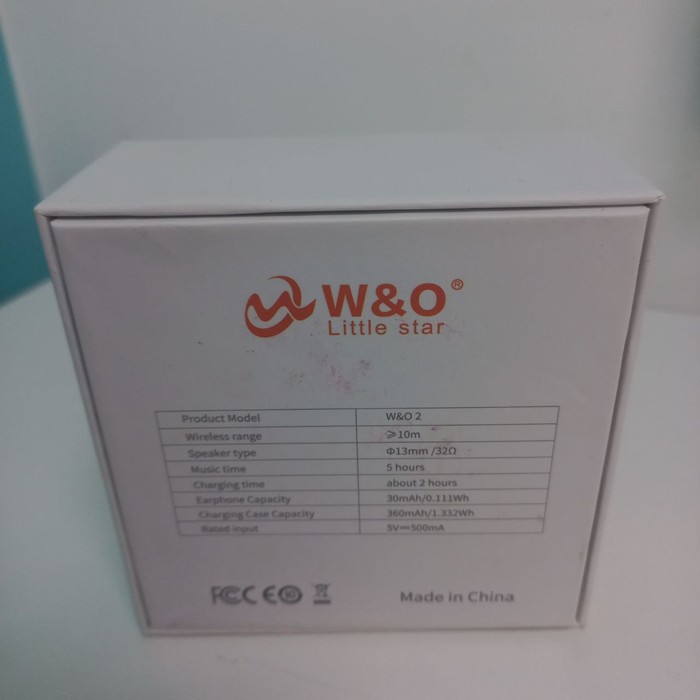 W&O®
Little star
Product Model W&O 2
Wireless range ⩾10m
Speaker type Φ13mm /32Ω
Music time 5 hours
Charging time about 2 hours
Earphone Capacity 30mAh/0.111Wh
Charging Case Capacity 360mAh/1.332Wh
Rated input 5V⎓500mA
FCC CE
Made in China